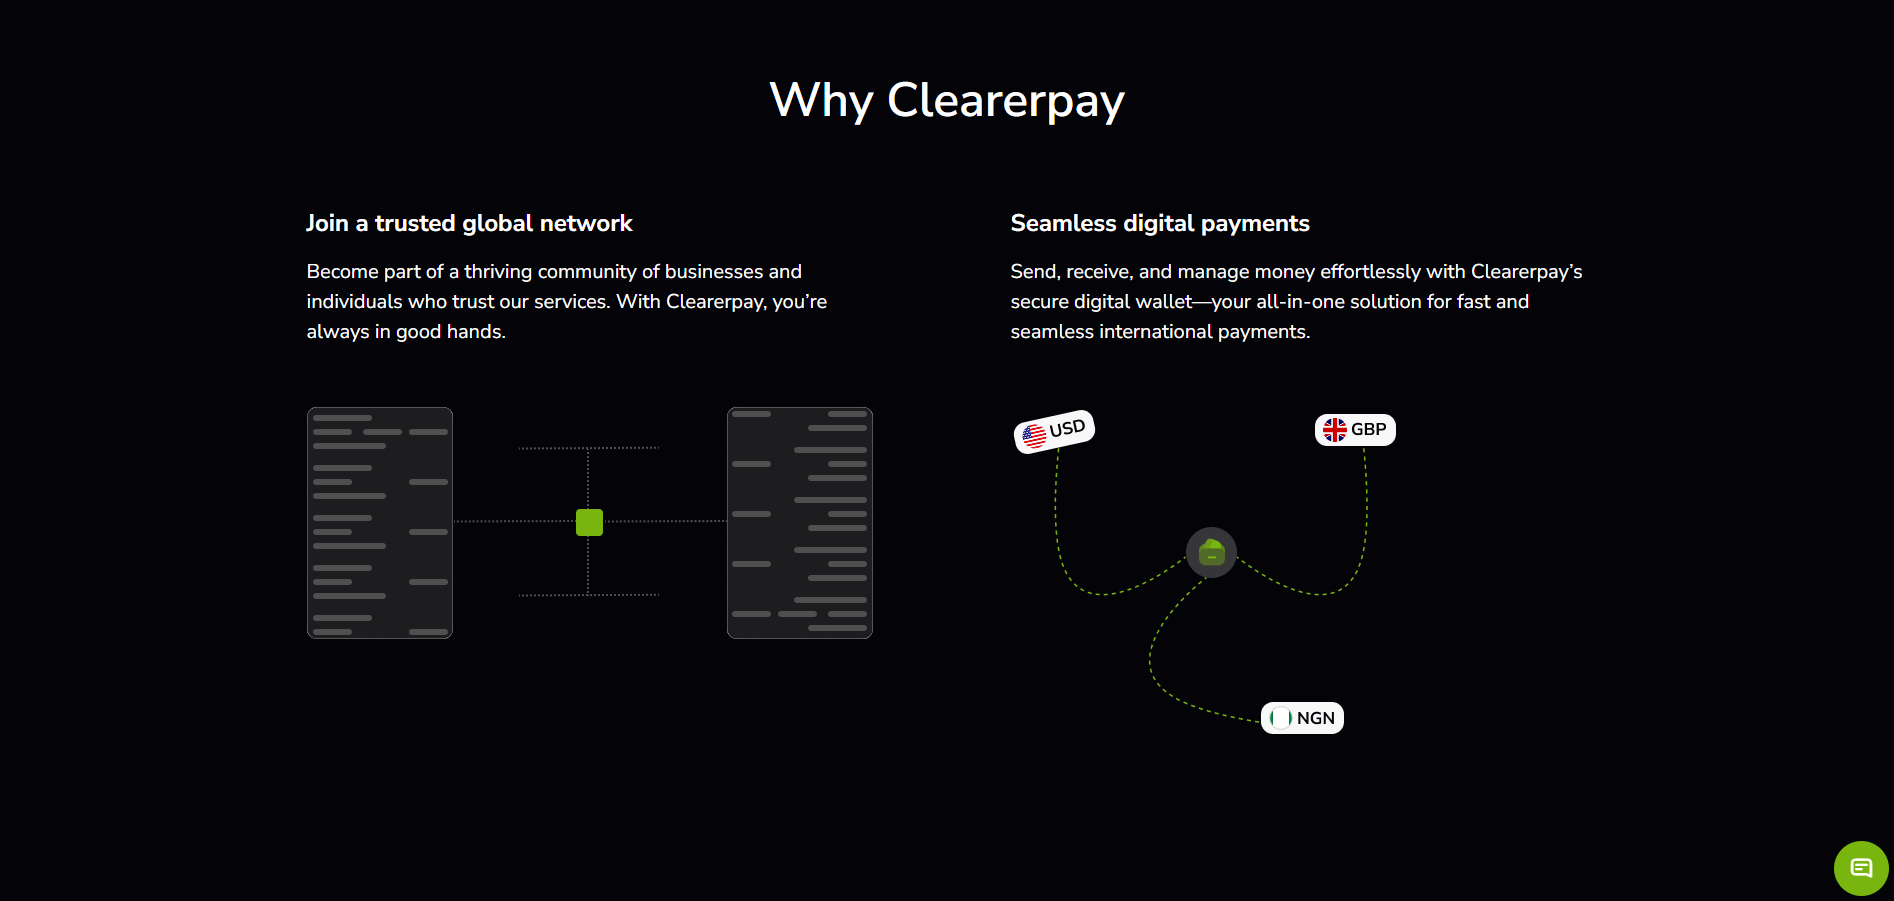 Why Clearerpay
Join a trusted global network
Become part of a thriving community of businesses and
individuals who trust our services. With Clearerpay, you’re
always in good hands.
Seamless digital payments
Send, receive, and manage money effortlessly with Clearerpay’s
secure digital wallet—your all-in-one solution for fast and
seamless international payments.
USD
GBP
NGN